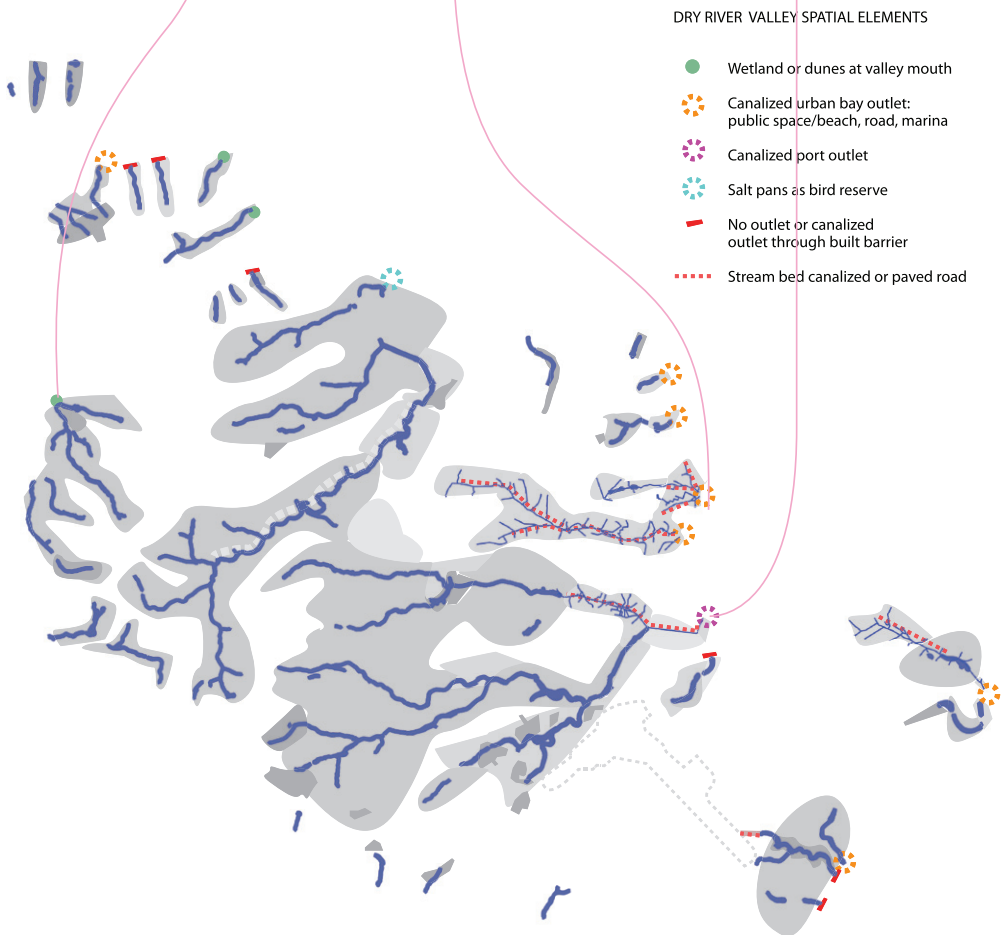 DRY RIVER VALLEY SPATIAL ELEMENTS
Wetland or dunes at valley mouth
Canalized urban bay outlet:
public space/beach, road, marina
Canalized port outlet
Salt pans as bird reserve
No outlet or canalized
outlet through built barrier
Stream bed canalized or paved road